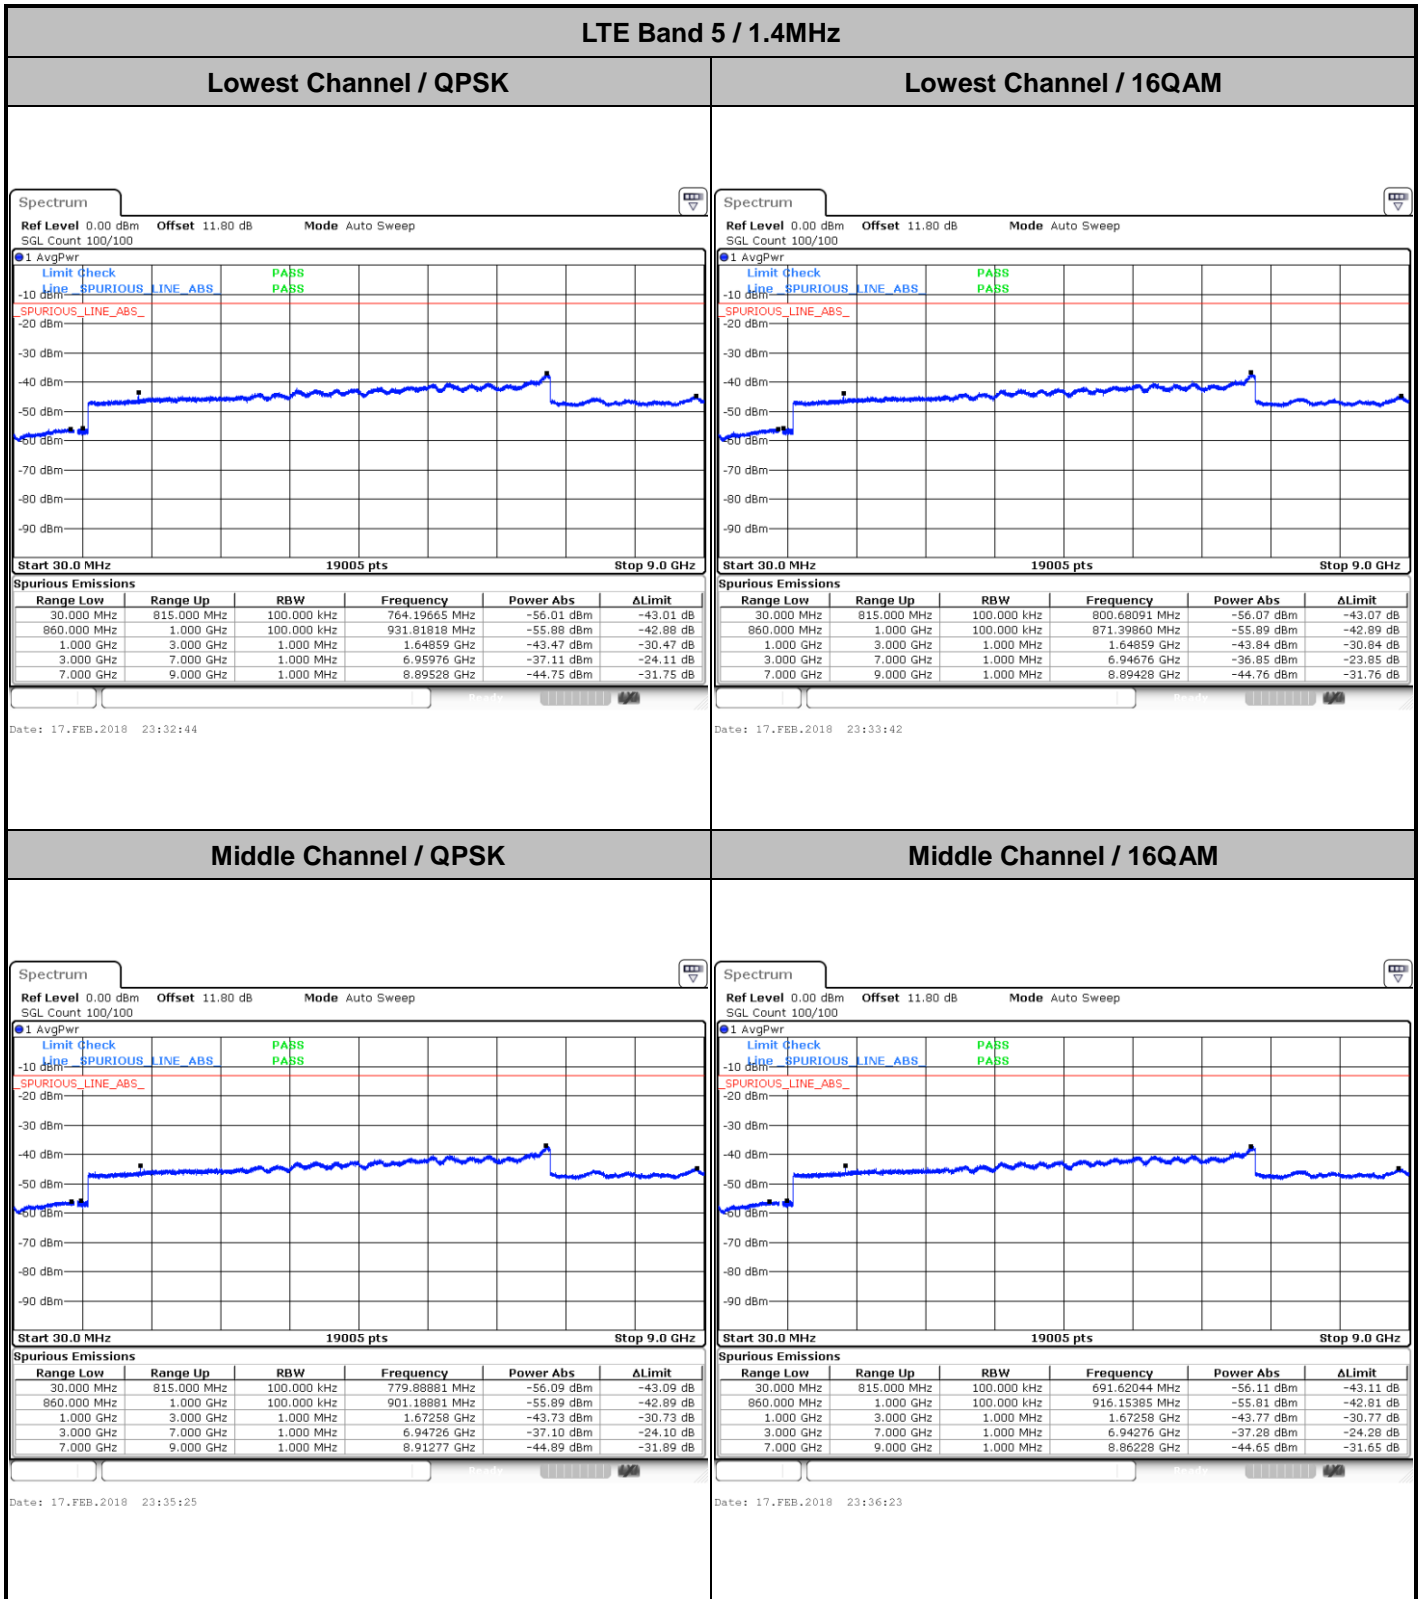 LTE Band 5 / 1.4MHz
Lowest Channel / QPSK
Lowest Channel / 16QAM
Spectrum
Ref Level 0.00 dBm Offset 11.80 dB Mode Auto Sweep
SGL Count 100/100
1 AvgPwr
Limit Check PASS
Line _SPURIOUS_LINE_ABS_ PASS
-10 dBm
_SPURIOUS_LINE_ABS_
-20 dBm
-30 dBm
-40 dBm
-50 dBm
-60 dBm
-70 dBm
-80 dBm
-90 dBm
Start 30.0 MHz 19005 pts Stop 9.0 GHz
Spurious Emissions
Range Low Range Up RBW Frequency Power Abs ΔLimit
30.000 MHz 815.000 MHz 100.000 kHz 764.19665 MHz -56.01 dBm -43.01 dB
860.000 MHz 1.000 GHz 100.000 kHz 931.81818 MHz -55.88 dBm -42.88 dB
1.000 GHz 3.000 GHz 1.000 MHz 1.64859 GHz -43.47 dBm -30.47 dB
3.000 GHz 7.000 GHz 1.000 MHz 6.95976 GHz -37.11 dBm -24.11 dB
7.000 GHz 9.000 GHz 1.000 MHz 8.89528 GHz -44.75 dBm -31.75 dB
Date: 17.FEB.2018 23:32:44
Spectrum
Ref Level 0.00 dBm Offset 11.80 dB Mode Auto Sweep
SGL Count 100/100
1 AvgPwr
Limit Check PASS
Line _SPURIOUS_LINE_ABS_ PASS
-10 dBm
_SPURIOUS_LINE_ABS_
-20 dBm
-30 dBm
-40 dBm
-50 dBm
-60 dBm
-70 dBm
-80 dBm
-90 dBm
Start 30.0 MHz 19005 pts Stop 9.0 GHz
Spurious Emissions
Range Low Range Up RBW Frequency Power Abs ΔLimit
30.000 MHz 815.000 MHz 100.000 kHz 800.68091 MHz -56.07 dBm -43.07 dB
860.000 MHz 1.000 GHz 100.000 kHz 871.39860 MHz -55.89 dBm -42.89 dB
1.000 GHz 3.000 GHz 1.000 MHz 1.64859 GHz -43.84 dBm -30.84 dB
3.000 GHz 7.000 GHz 1.000 MHz 6.94676 GHz -36.85 dBm -23.85 dB
7.000 GHz 9.000 GHz 1.000 MHz 8.89428 GHz -44.76 dBm -31.76 dB
Ready
Date: 17.FEB.2018 23:33:42
Middle Channel / QPSK
Middle Channel / 16QAM
Spectrum
Ref Level 0.00 dBm Offset 11.80 dB Mode Auto Sweep
SGL Count 100/100
1 AvgPwr
Limit Check PASS
Line _SPURIOUS_LINE_ABS_ PASS
-10 dBm
_SPURIOUS_LINE_ABS_
-20 dBm
-30 dBm
-40 dBm
-50 dBm
-60 dBm
-70 dBm
-80 dBm
-90 dBm
Start 30.0 MHz 19005 pts Stop 9.0 GHz
Spurious Emissions
Range Low Range Up RBW Frequency Power Abs ΔLimit
30.000 MHz 815.000 MHz 100.000 kHz 779.88881 MHz -56.09 dBm -43.09 dB
860.000 MHz 1.000 GHz 100.000 kHz 901.18881 MHz -55.89 dBm -42.89 dB
1.000 GHz 3.000 GHz 1.000 MHz 1.67258 GHz -43.73 dBm -30.73 dB
3.000 GHz 7.000 GHz 1.000 MHz 6.94726 GHz -37.10 dBm -24.10 dB
7.000 GHz 9.000 GHz 1.000 MHz 8.91277 GHz -44.89 dBm -31.89 dB
Ready
Date: 17.FEB.2018 23:35:25
Spectrum
Ref Level 0.00 dBm Offset 11.80 dB Mode Auto Sweep
SGL Count 100/100
1 AvgPwr
Limit Check PASS
Line _SPURIOUS_LINE_ABS_ PASS
-10 dBm
_SPURIOUS_LINE_ABS_
-20 dBm
-30 dBm
-40 dBm
-50 dBm
-60 dBm
-70 dBm
-80 dBm
-90 dBm
Start 30.0 MHz 19005 pts Stop 9.0 GHz
Spurious Emissions
Range Low Range Up RBW Frequency Power Abs ΔLimit
30.000 MHz 815.000 MHz 100.000 kHz 691.62044 MHz -56.11 dBm -43.11 dB
860.000 MHz 1.000 GHz 100.000 kHz 916.15385 MHz -55.81 dBm -42.81 dB
1.000 GHz 3.000 GHz 1.000 MHz 1.67258 GHz -43.77 dBm -30.77 dB
3.000 GHz 7.000 GHz 1.000 MHz 6.94276 GHz -37.28 dBm -24.28 dB
7.000 GHz 9.000 GHz 1.000 MHz 8.86228 GHz -44.65 dBm -31.65 dB
Ready
Date: 17.FEB.2018 23:36:23